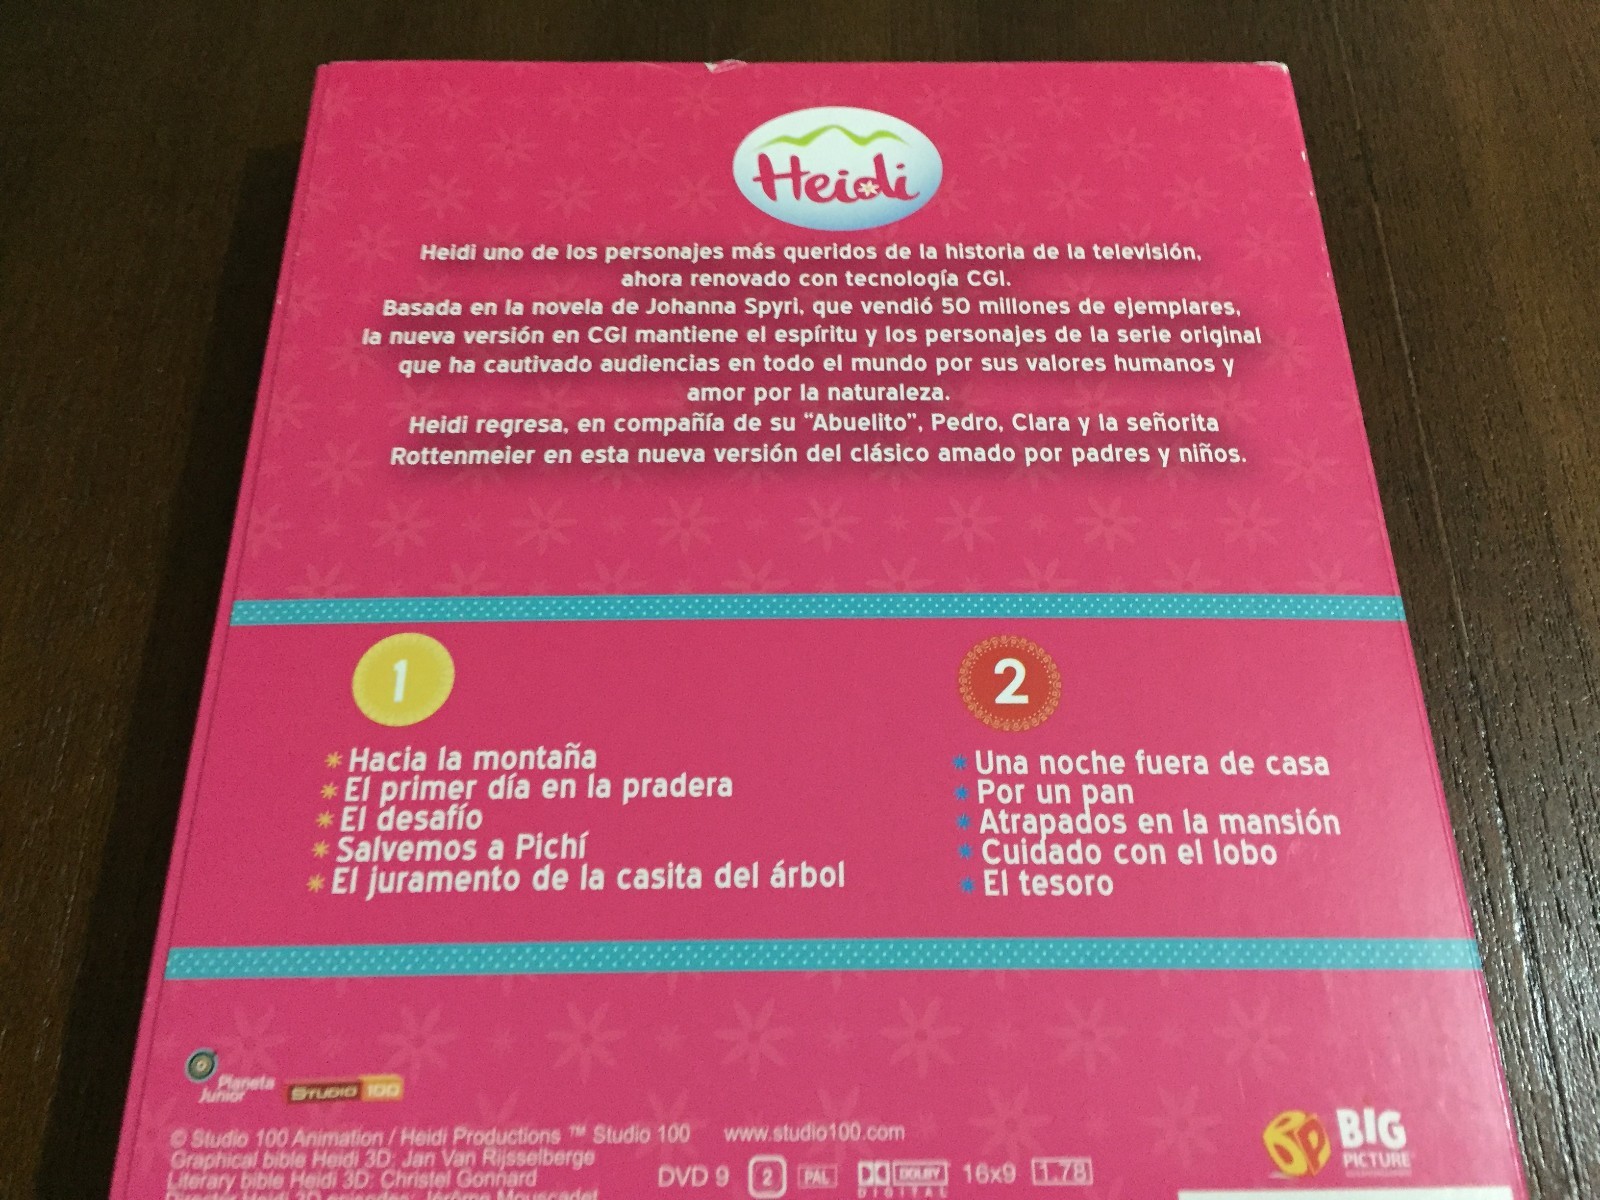 Heidi
Heidi uno de los personajes más queridos de la historia de la televisión,
ahora renovado con tecnología CGI.
Basada en la novela de Johanna Spyri, que vendió 50 millones de ejemplares,
la nueva versión en CGI mantiene el espíritu y los personajes de la serie original
que ha cautivado audiencias en todo el mundo por sus valores humanos y
amor por la naturaleza.
Heidi regresa, en compañía de su "Abuelito", Pedro, Clara y la señorita
Rottenmeier en esta nueva versión del clásico amado por padres y niños.
1
Hacia la montaña
El primer día en la pradera
El desafío
Salvemos a Pichí
El juramento de la casita del árbol
2
Una noche fuera de casa
Por un pan
Atrapados en la mansión
Cuidado con el lobo
El tesoro
Planeta
Junior
STUDIO 100
© Studio 100 Animation / Heidi Productions ™ Studio 100 www.studio100.com
Graphical bible Heidi 3D: Jan Van Rijsselberge
Literary bible Heidi 3D: Christel Gonnard
Director Heidi 3D episodes: Jérôme Mouscadet
DVD 9 2 PAL DOLBY DIGITAL 16x9 1.78
BIG
PICTURE